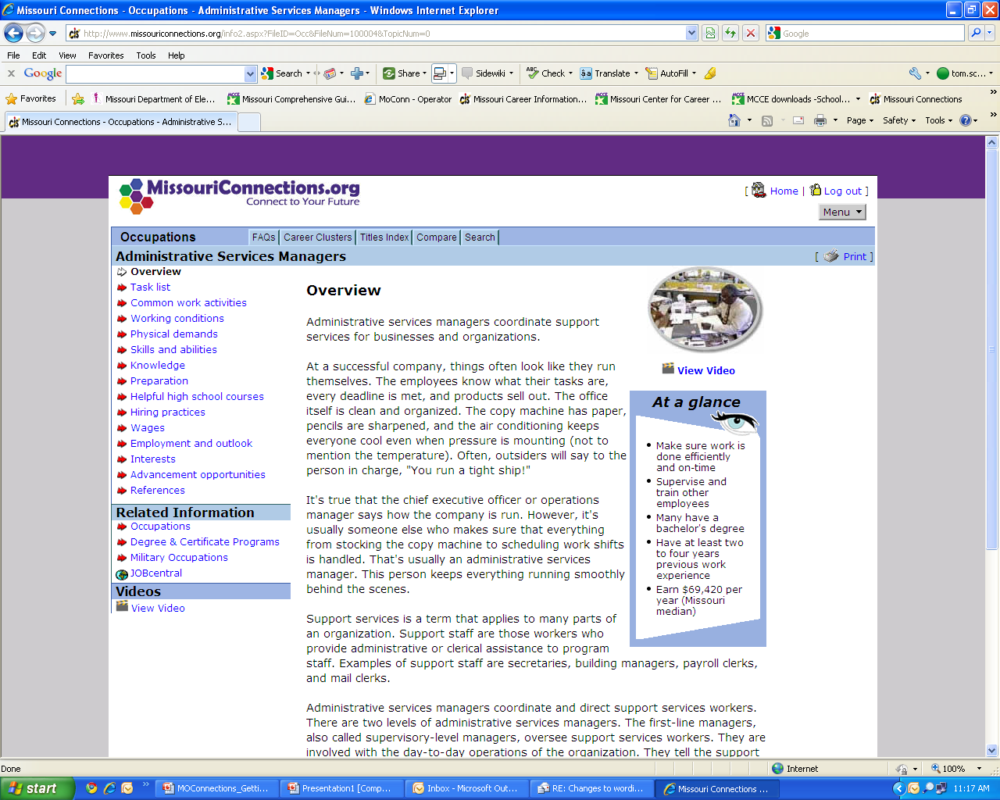 Missouri Connections - Occupations - Administrative Services Managers - Windows Internet Explorer
http://www.missouriconnections.org/info2.aspx?FileID=Occ&FileNum=100004&TopicNum=0
Google
File Edit View Favorites Tools Help
x Google Search Share Sidewiki Check Translate AutoFill tom.sc...
Favorites Missouri Department of Ele... Missouri Comprehensive Gui... MoConn - Operator Missouri Career Information... Missouri Center for Career ... MCCE downloads -School... Missouri Connections
Missouri Connections - Occupations - Administrative S... Page Safety Tools
MissouriConnections.org
Connect to Your Future
[ Home | Log out ]
Menu
Occupations FAQs Career Clusters Titles Index Compare Search
Administrative Services Managers [ Print ]
Overview
Task list
Common work activities
Working conditions
Physical demands
Skills and abilities
Knowledge
Preparation
Helpful high school courses
Hiring practices
Wages
Employment and outlook
Interests
Advancement opportunities
References
Related Information
Occupations
Degree & Certificate Programs
Military Occupations
JOBcentral
Videos
View Video
Overview
Administrative services managers coordinate support
services for businesses and organizations.
At a successful company, things often look like they run
themselves. The employees know what their tasks are,
every deadline is met, and products sell out. The office
itself is clean and organized. The copy machine has paper,
pencils are sharpened, and the air conditioning keeps
everyone cool even when pressure is mounting (not to
mention the temperature). Often, outsiders will say to the
person in charge, "You run a tight ship!"
It's true that the chief executive officer or operations
manager says how the company is run. However, it's
usually someone else who makes sure that everything
from stocking the copy machine to scheduling work shifts
is handled. That's usually an administrative services
manager. This person keeps everything running smoothly
behind the scenes.
Support services is a term that applies to many parts of
an organization. Support staff are those workers who
provide administrative or clerical assistance to program
staff. Examples of support staff are secretaries, building managers, payroll clerks,
and mail clerks.
Administrative services managers coordinate and direct support services workers.
There are two levels of administrative services managers. The first-line managers,
also called supervisory-level managers, oversee support services workers. They are
involved with the day-to-day operations of the organization. They tell the support
View Video
At a glance
• Make sure work is
done efficiently
and on-time
• Supervise and
train other
employees
• Many have a
bachelor's degree
• Have at least two
to four years
previous work
experience
• Earn $69,420 per
year (Missouri
median)
Done Internet 100%
start MOConnections_Getti... Presentation1 [Comp... Inbox - Microsoft Out... RE: Changes to wordi... Missouri Connections ... 11:17 AM